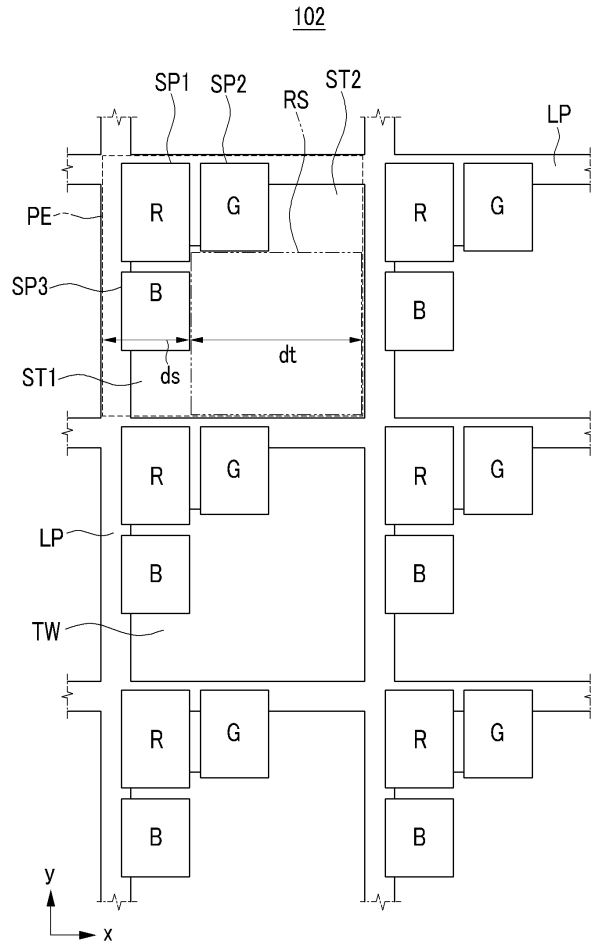 102
SP1 SP2 RS ST2 LP
PE R G R G
SP3 B B
ds dt
ST1
R G R G
LP B B
TW
R G R G
B B
y
x